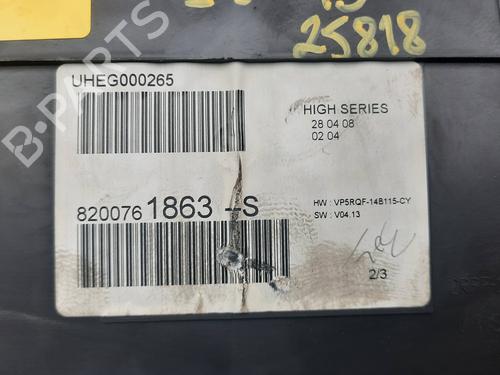 25818
UHEG000265
HIGH SERIES
28 04 08
02 04
8200761863--S
HW : VP5RQF-14B115-CY
SW : V04.13
2/3
B-PARTS